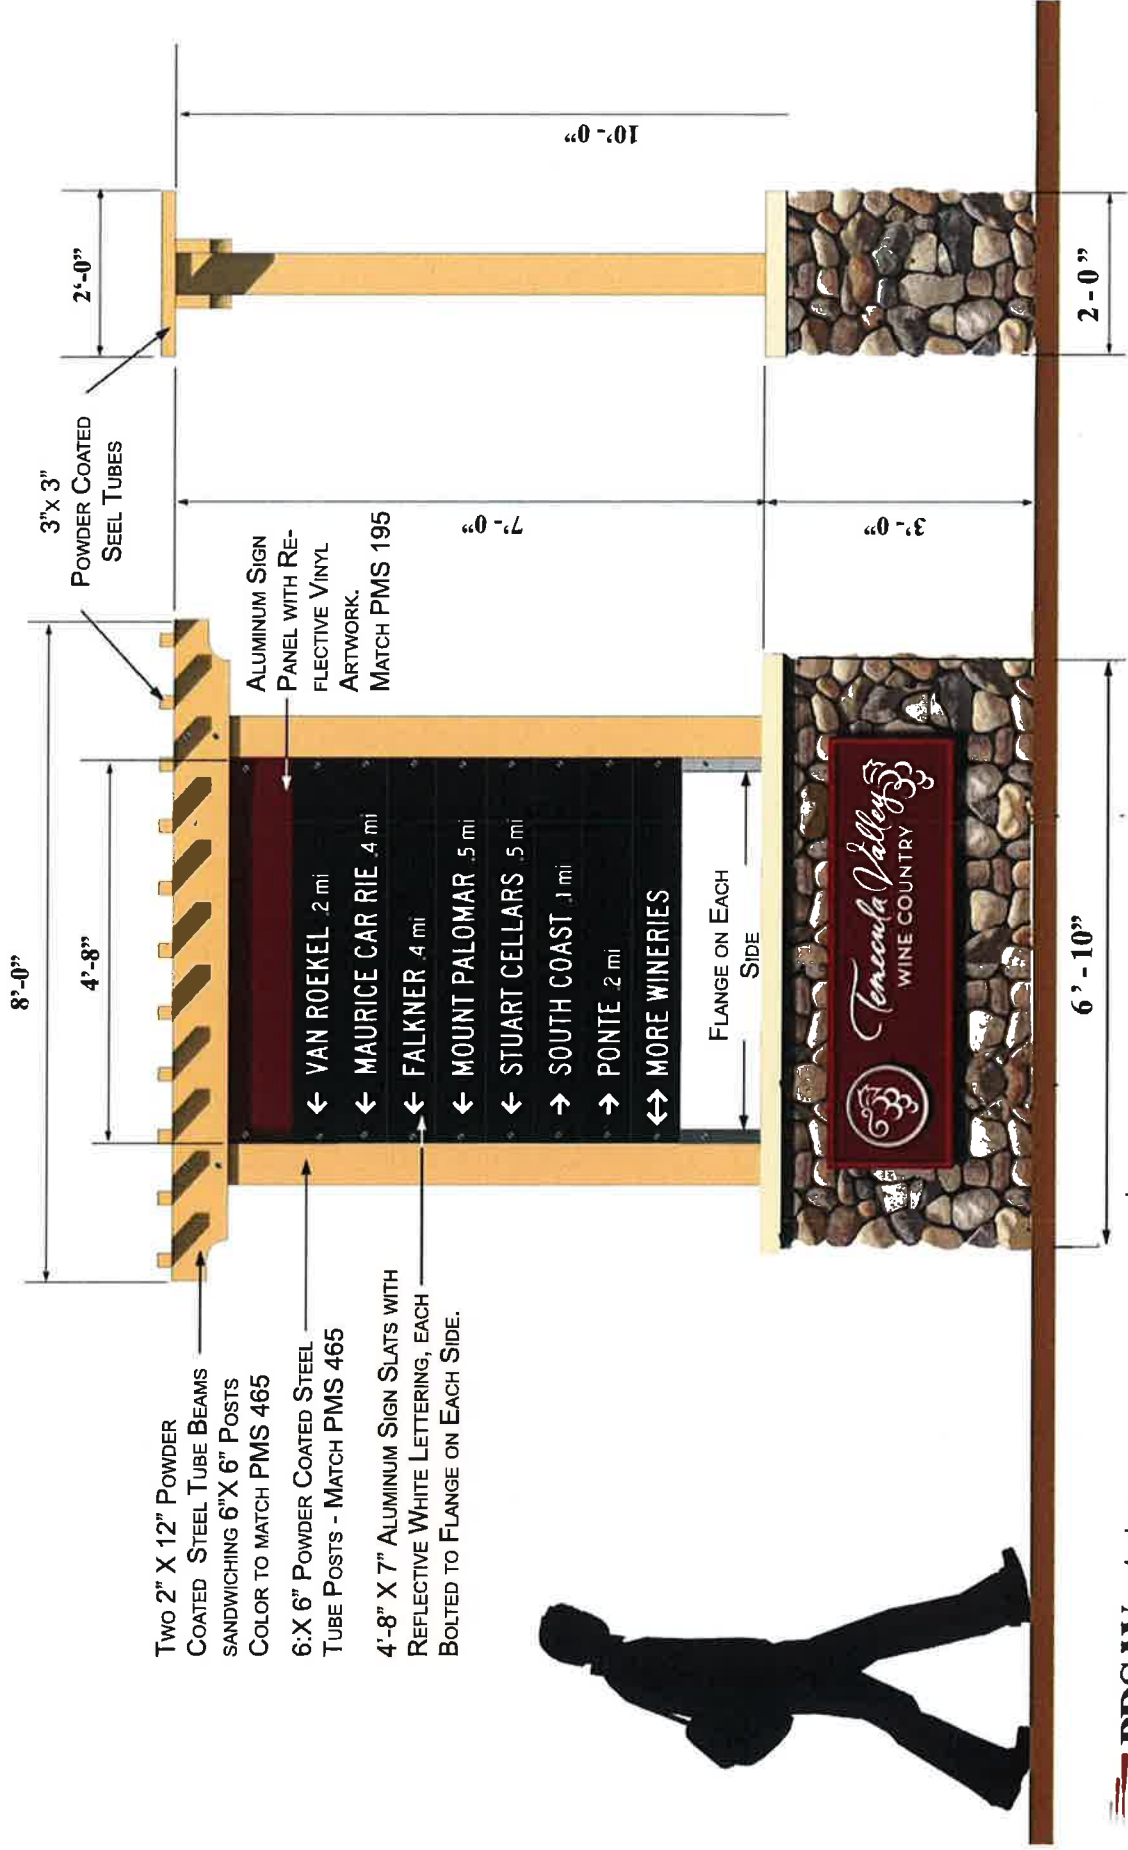 8’-0”
4’-8”
3”x 3”
POWDER COATED
SEEL TUBES
2‘-0”
TWO 2” X 12” POWDER
COATED STEEL TUBE BEAMS
SANDWICHING 6”X 6” POSTS
COLOR TO MATCH PMS 465
6:X 6” POWDER COATED STEEL
TUBE POSTS - MATCH PMS 465
4’-8” X 7” ALUMINUM SIGN SLATS WITH
REFLECTIVE WHITE LETTERING, EACH
BOLTED TO FLANGE ON EACH SIDE.
← VAN ROEKEL .2 mi
← MAURICE CAR RIE .4 mi
← FALKNER .4 mi
← MOUNT PALOMAR .5 mi
← STUART CELLARS .5 mi
→ SOUTH COAST .1 mi
→ PONTE .2 mi
↔ MORE WINERIES
FLANGE ON EACH
SIDE
ALUMINUM SIGN
PANEL WITH RE-
FLECTIVE VINYL
ARTWORK.
MATCH PMS 195
7’- 0”
10’- 0”
3’- 0”
Temecula Valley
WINE COUNTRY
6 ’ - 10”
2 - 0 ”